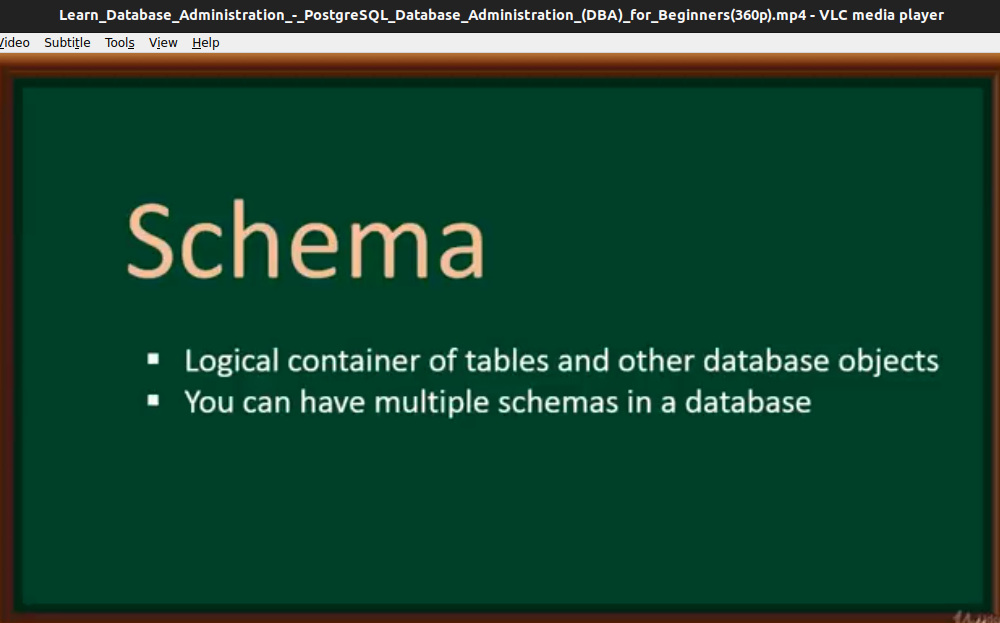 Learn_Database_Administration_-_PostgreSQL_Database_Administration_(DBA)_for_Beginners(360p).mp4 - VLC media player
Video Subtitle Tools View Help
Schema
▪ Logical container of tables and other database objects
▪ You can have multiple schemas in a database